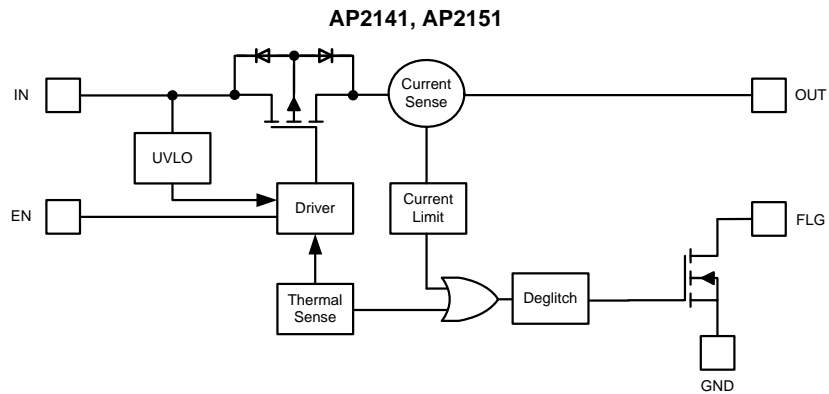 AP2141, AP2151
IN
Current
Sense
OUT
UVLO
EN
Driver
Current
Limit
FLG
Thermal
Sense
Deglitch
GND